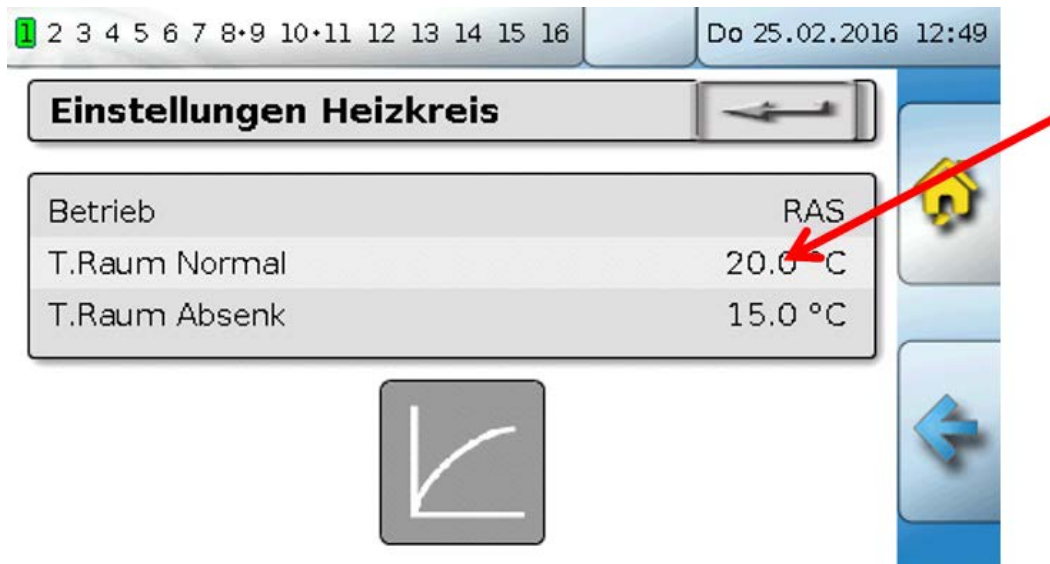 1 2 3 4 5 6 7 8•9 10•11 12 13 14 15 16 Do 25.02.2016 12:49
Einstellungen Heizkreis
Betrieb RAS
T.Raum Normal 20.0 °C
T.Raum Absenk 15.0 °C